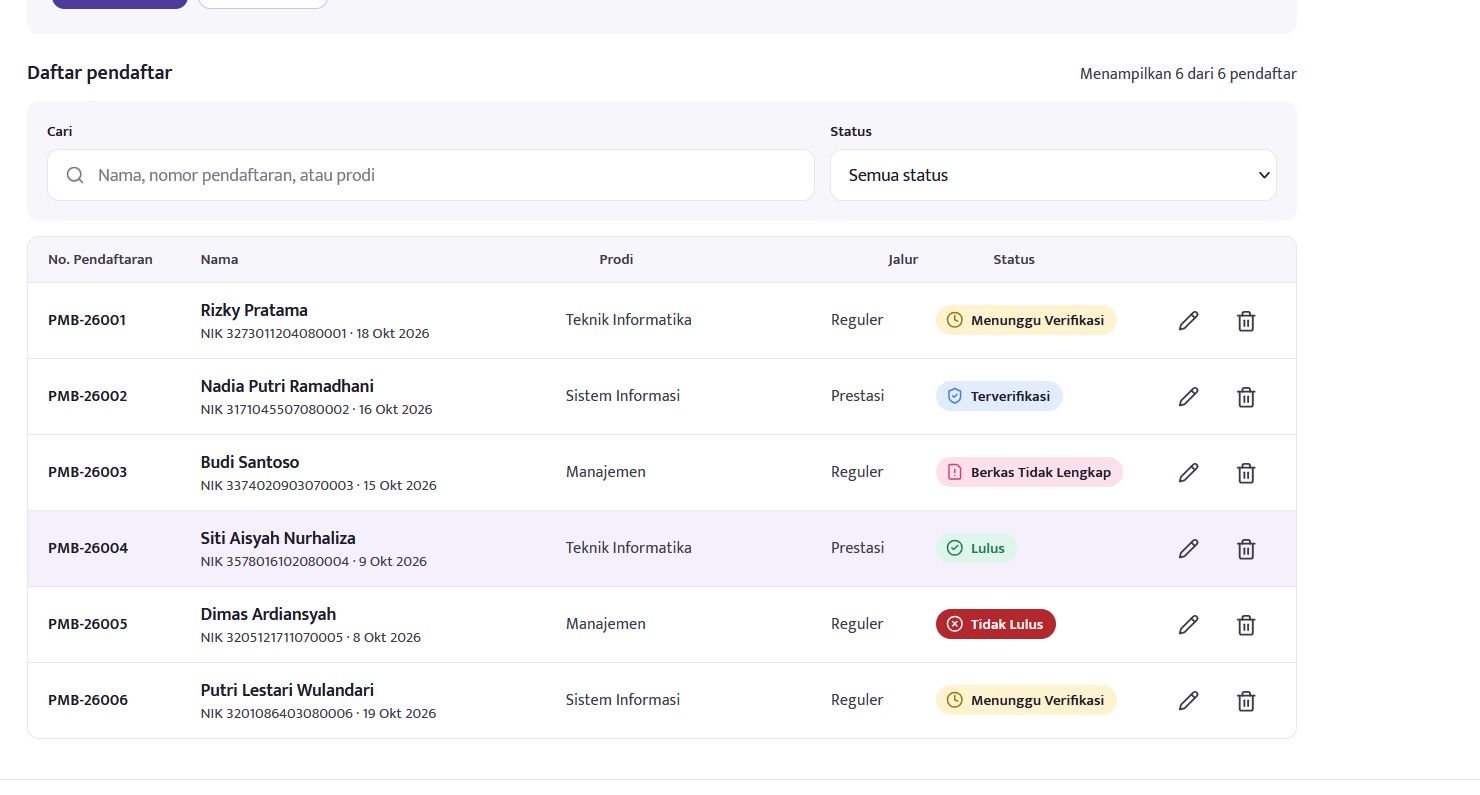 Daftar pendaftar
Menampilkan 6 dari 6 pendaftar
Cari
Status
Nama, nomor pendaftaran, atau prodi
Semua status
No. Pendaftaran Nama Prodi Jalur Status
PMB-26001 Rizky Pratama Teknik Informatika Reguler Menunggu Verifikasi
NIK 3273011204080001 · 18 Okt 2026
PMB-26002 Nadia Putri Ramadhani Sistem Informasi Prestasi Terverifikasi
NIK 3171045507080002 · 16 Okt 2026
PMB-26003 Budi Santoso Manajemen Reguler Berkas Tidak Lengkap
NIK 3374020903070003 · 15 Okt 2026
PMB-26004 Siti Aisyah Nurhaliza Teknik Informatika Prestasi Lulus
NIK 3578016102080004 · 9 Okt 2026
PMB-26005 Dimas Ardiansyah Manajemen Reguler Tidak Lulus
NIK 3205121711070005 · 8 Okt 2026
PMB-26006 Putri Lestari Wulandari Sistem Informasi Reguler Menunggu Verifikasi
NIK 3201086403080006 · 19 Okt 2026